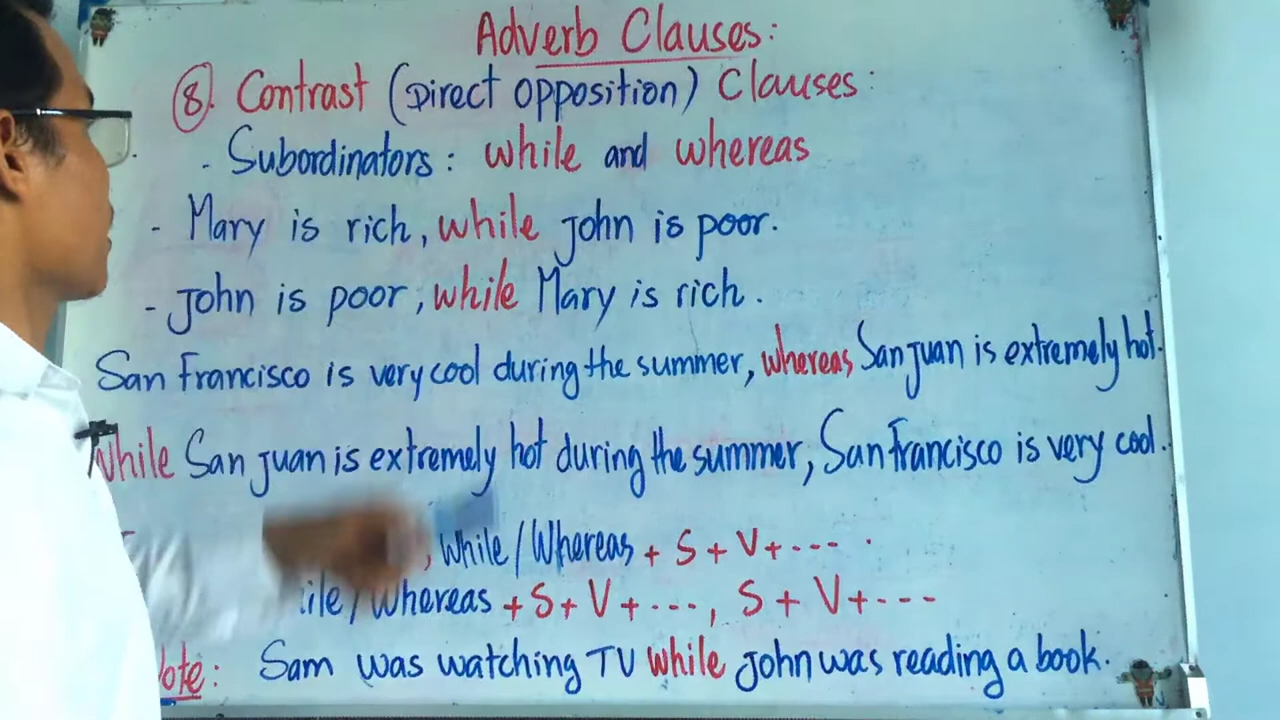 Adverb Clauses:
8. Contrast (Direct opposition) Clauses:
- Subordinators: while and whereas
- Mary is rich, while John is poor.
- John is poor, while Mary is rich.
San Francisco is very cool during the summer, whereas San Juan is extremely hot.
While San Juan is extremely hot during the summer, San Francisco is very cool.
, While/Whereas + S + V + --- .
/Whereas + S + V + ---, S + V + ---
Sam was watching TV while John was reading a book.